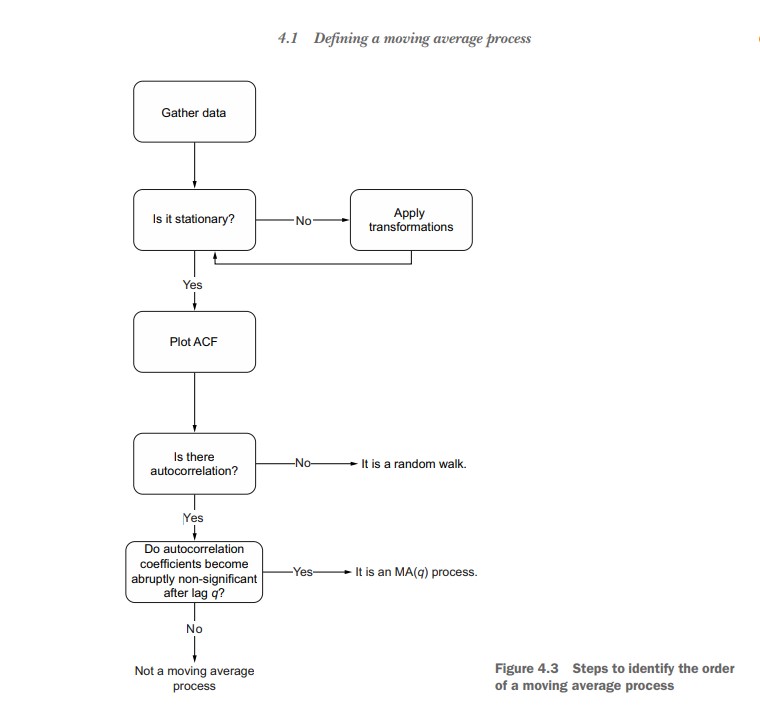 4.1 Defining a moving average process
Gather data
Is it stationary?
No
Apply
transformations
Yes
Plot ACF
Is there
autocorrelation?
No
It is a random walk.
Yes
Do autocorrelation
coefficients become
abruptly non-significant
after lag q?
Yes
It is an MA(q) process.
No
Not a moving average
process
Figure 4.3 Steps to identify the order
of a moving average process